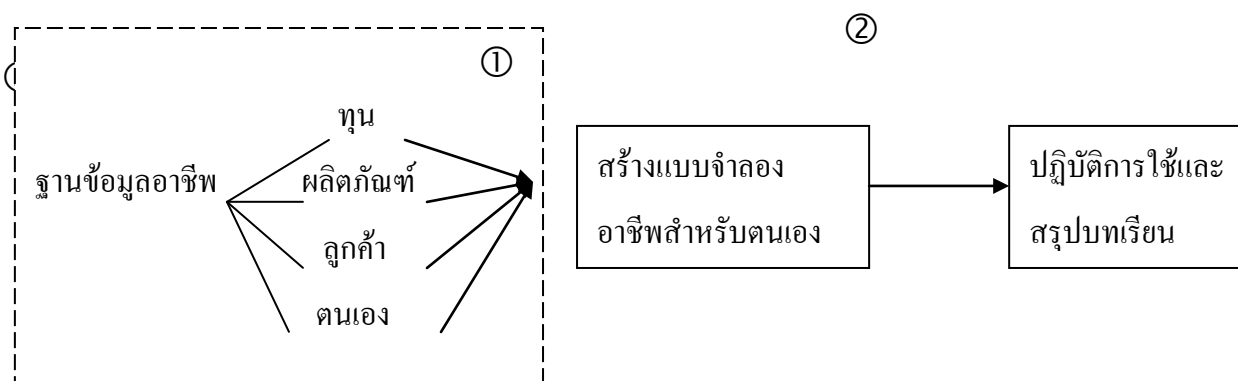 ①
②
ทุน
ฐานข้อมูลอาชีพ
ผลิตภัณฑ์
ลูกค้า
ตนเอง
สร้างแบบจำลอง
อาชีพสำหรับตนเอง
ปฏิบัติการใช้และ
สรุปบทเรียน